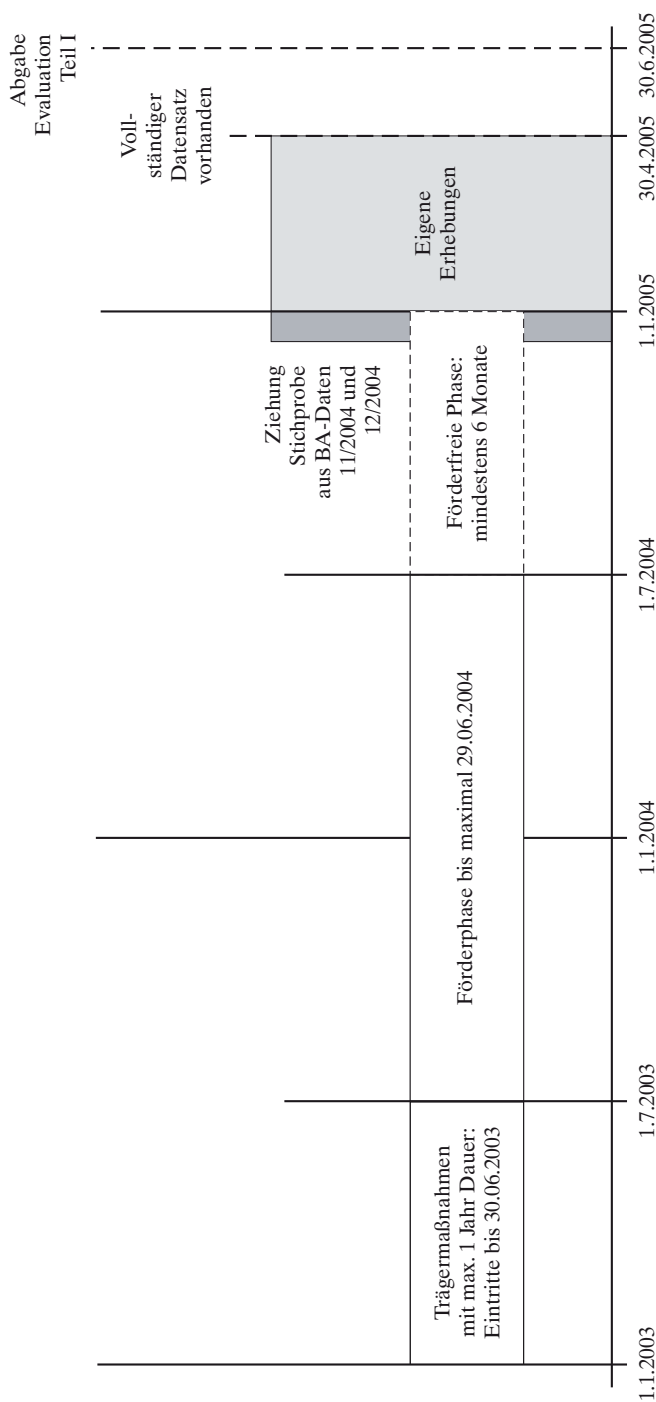 Abgabe
Evaluation
Teil I
Voll-
ständiger
Datensatz
vorhanden
Eigene
Erhebungen
Ziehung
Stichprobe
aus BA-Daten
11/2004 und
12/2004
Förderfreie Phase:
mindestens 6 Monate
Förderphase bis maximal 29.06.2004
Trägermaßnahmen
mit max. 1 Jahr Dauer:
Eintritte bis 30.06.2003
1.1.2003
1.7.2003
1.1.2004
1.7.2004
1.1.2005
30.4.2005
30.6.2005